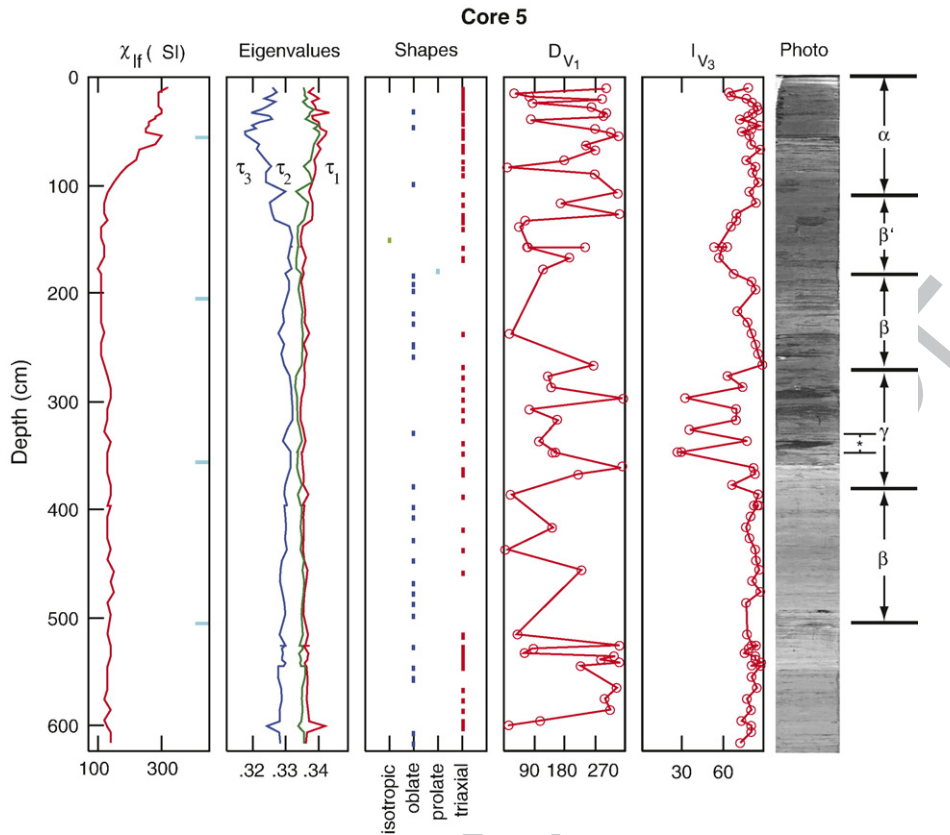 Core 5
χlf ( SI)
Eigenvalues
Shapes
DV1
IV3
Photo
Depth (cm)
0
100
200
300
400
500
600
τ3
τ2
τ1
α
β'
β
γ
*
β
100
300
.32
.33
.34
isotropic
oblate
prolate
triaxial
90
180
270
30
60